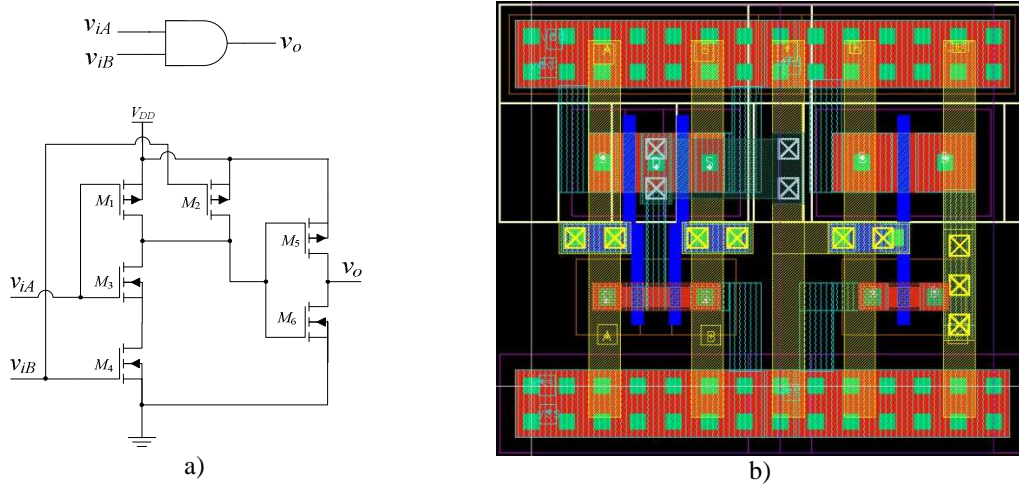 v_iA
v_iB
v_o
V_DD
M_1
M_2
M_5
v_o
v_iA
M_3
M_6
v_iB
M_4
A
B
S
A
B
a)
b)